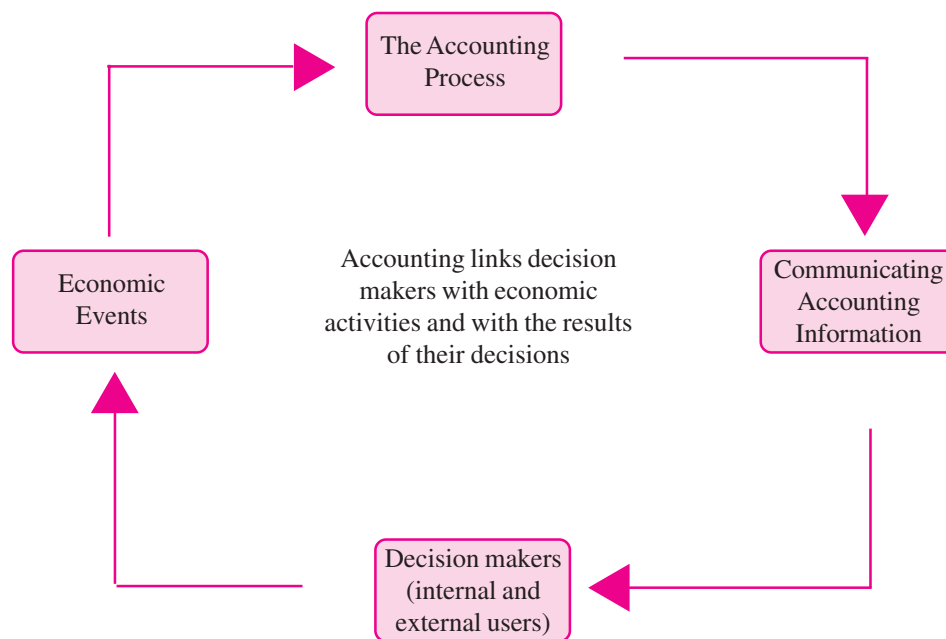 The Accounting
Process
Economic
Events
Accounting links decision
makers with economic
activities and with the results
of their decisions
Communicating
Accounting
Information
Decision makers
(internal and
external users)